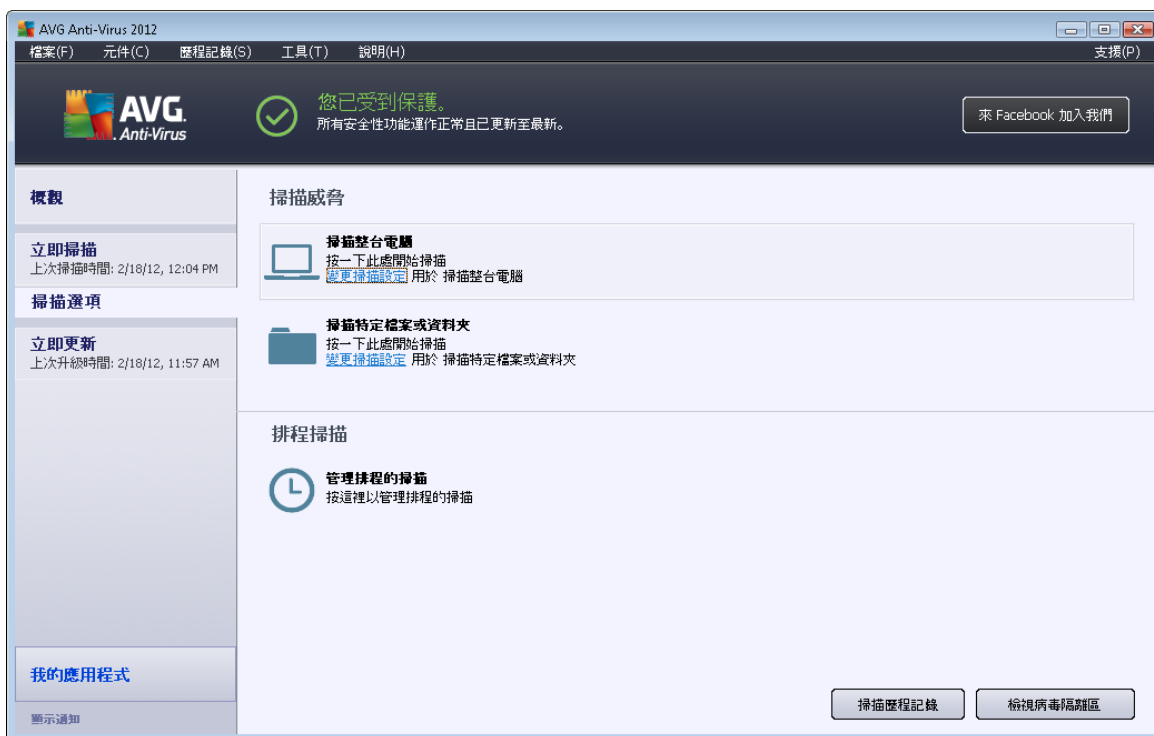 AVG Anti-Virus 2012
檔案(F) 元件(C) 歷程記錄(S) 工具(T) 說明(H) 支援(P)
AVG.
Anti-Virus
您已受到保護。
所有安全性功能運作正常且已更新至最新。
來 Facebook 加入我們
概觀
立即掃描
上次掃描時間: 2/18/12, 12:04 PM
掃描選項
立即更新
上次升級時間: 2/18/12, 11:57 AM
我的應用程式
顯示通知
掃描威脅
掃描整台電腦
按一下此處開始掃描
變更掃描設定 用於 掃描整台電腦
掃描特定檔案或資料夾
按一下此處開始掃描
變更掃描設定 用於 掃描特定檔案或資料夾
排程掃描
管理排程的掃描
按這裡以管理排程的掃描
掃描歷程記錄
檢視病毒隔離區